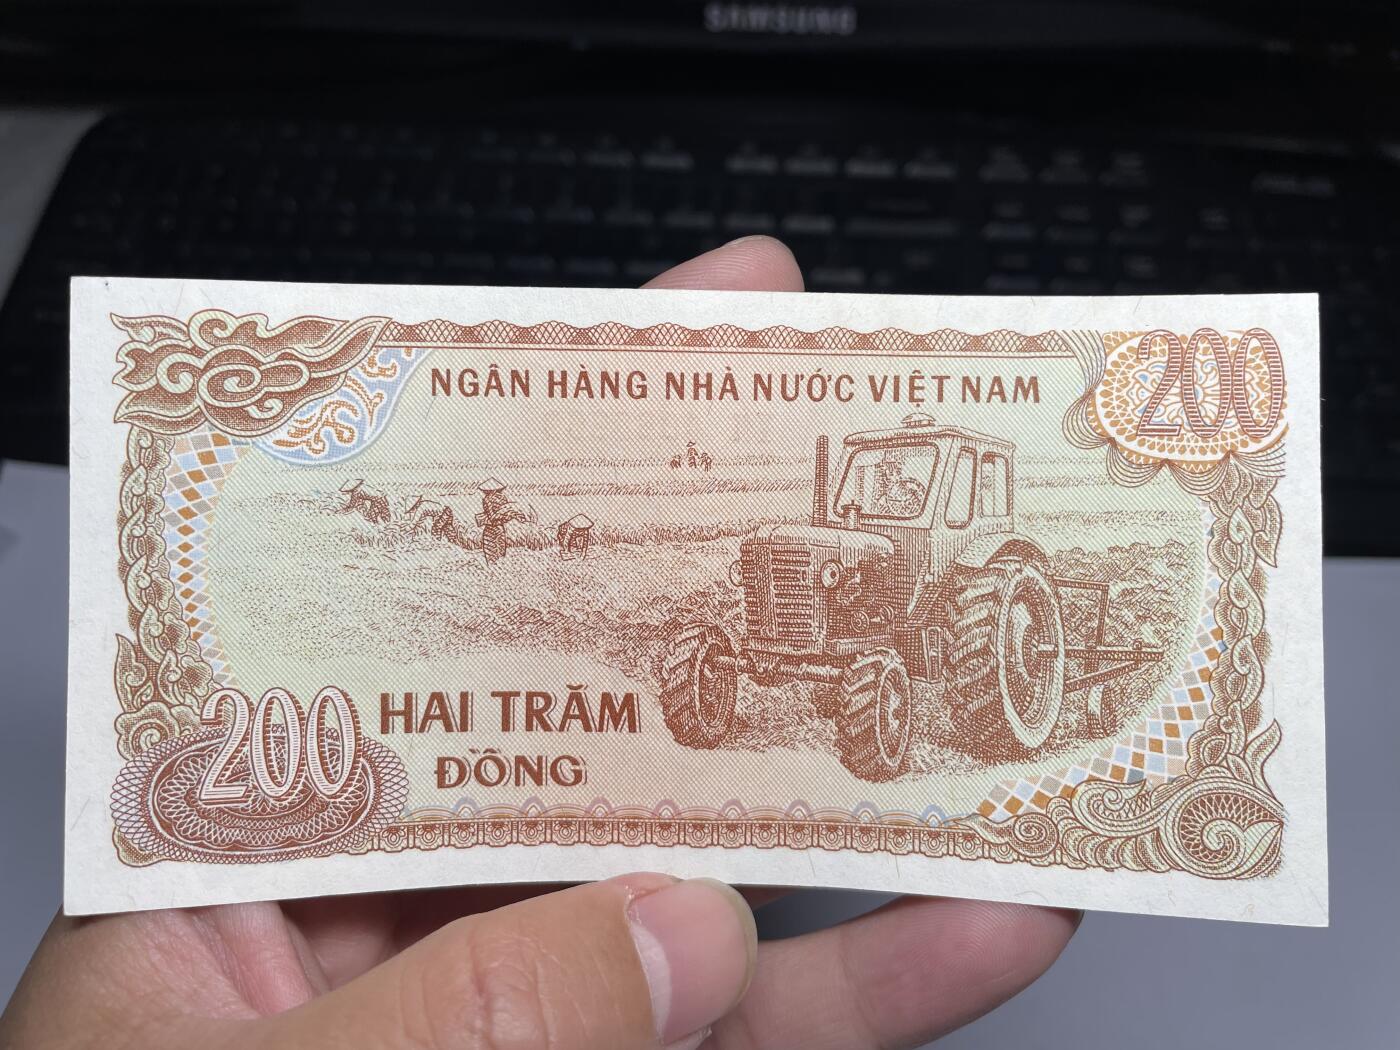 SAMSUNG
NGÂN HÀNG NHÀ NƯỚC VIỆT NAM
200
200
HAI TRĂM
ĐỒNG